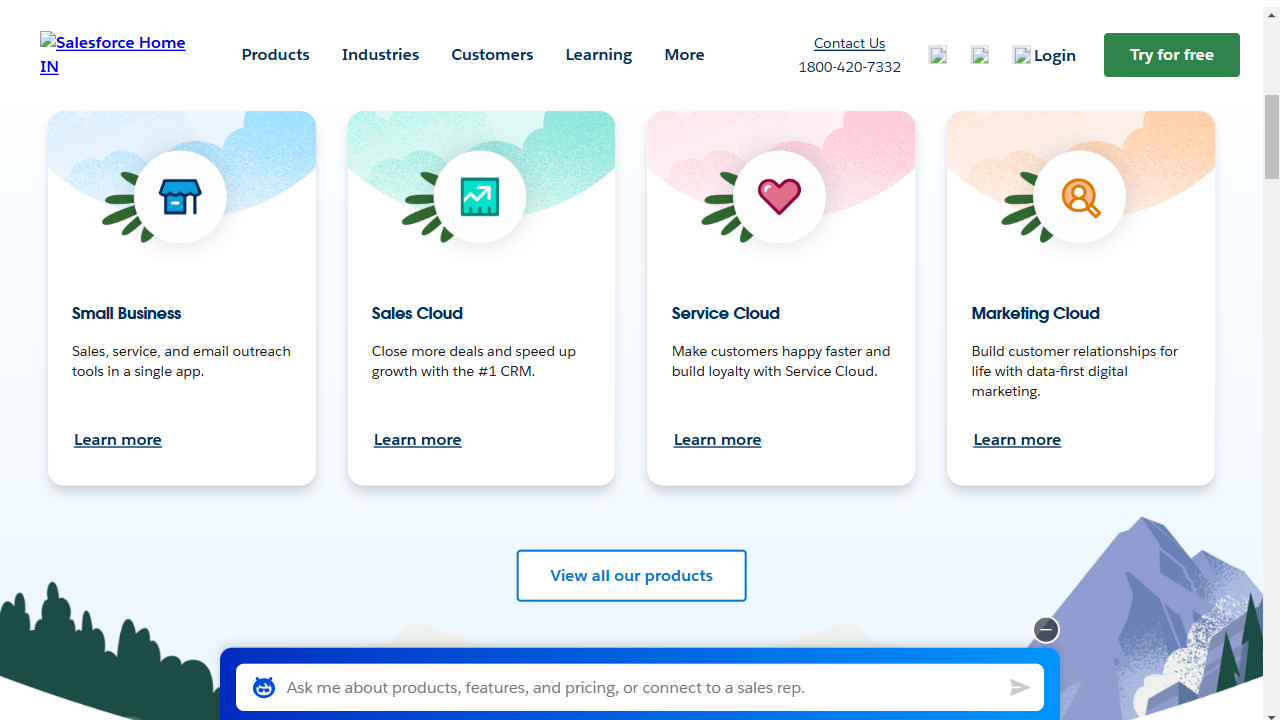 Salesforce Home
IN
Products
Industries
Customers
Learning
More
Contact Us
1800-420-7332
Login
Try for free
Small Business
Sales, service, and email outreach
tools in a single app.
Learn more
Sales Cloud
Close more deals and speed up
growth with the #1 CRM.
Learn more
Service Cloud
Make customers happy faster and
build loyalty with Service Cloud.
Learn more
Marketing Cloud
Build customer relationships for
life with data-first digital
marketing.
Learn more
View all our products
Ask me about products, features, and pricing, or connect to a sales rep.